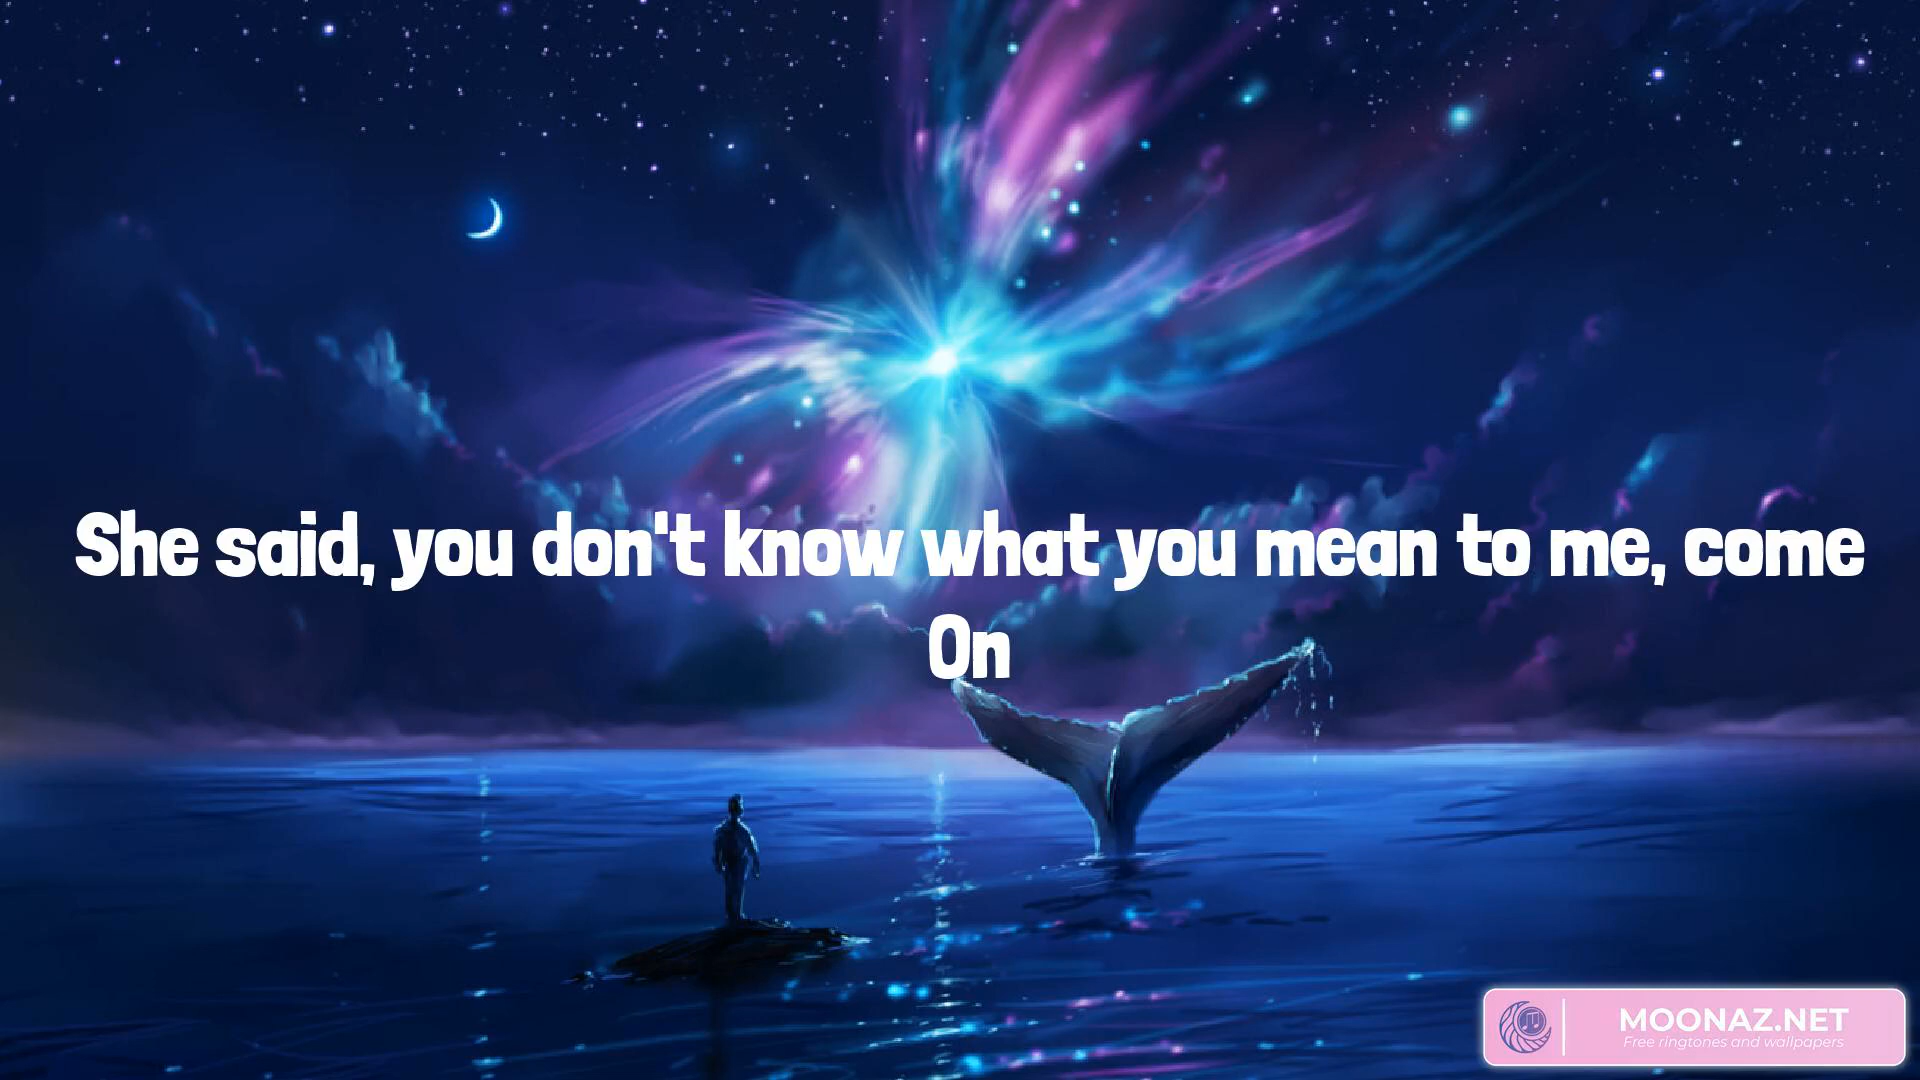 She said, you don't know what you mean to me, come
On
MOONAZ.NET
Free ringtones and wallpapers